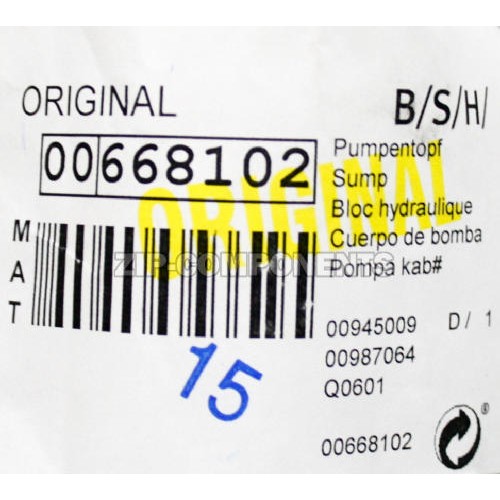 ORIGINAL
B/S/H/
00668102
Pumpentopf
Sump
Bloc hydraulique
Cuerpo de bomba
Pompa kab#
ORIGINAL
MAT
ZIP-COMPONENTS
00945009 D/ 1
00987064
Q0601
15
00668102
®